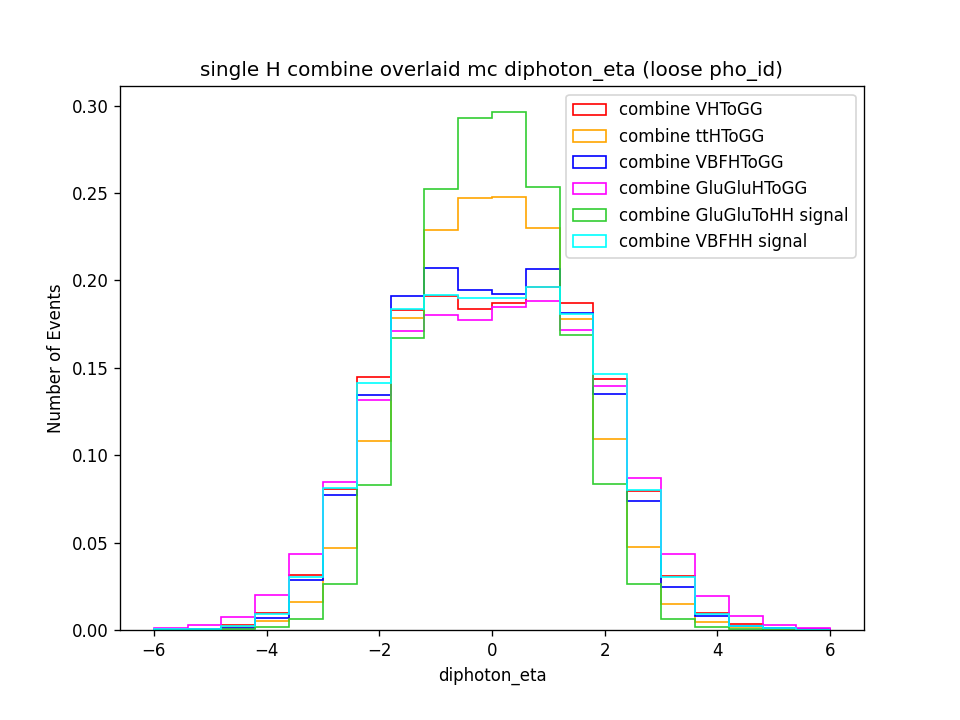 single H combine overlaid mc diphoton_eta (loose pho_id)
combine VHToGG
combine ttHToGG
combine VBFHToGG
combine GluGluHToGG
combine GluGluToHH signal
combine VBFHH signal
Number of Events
0.30
0.25
0.20
0.15
0.10
0.05
0.00
−6 −4 −2 0 2 4 6
diphoton_eta